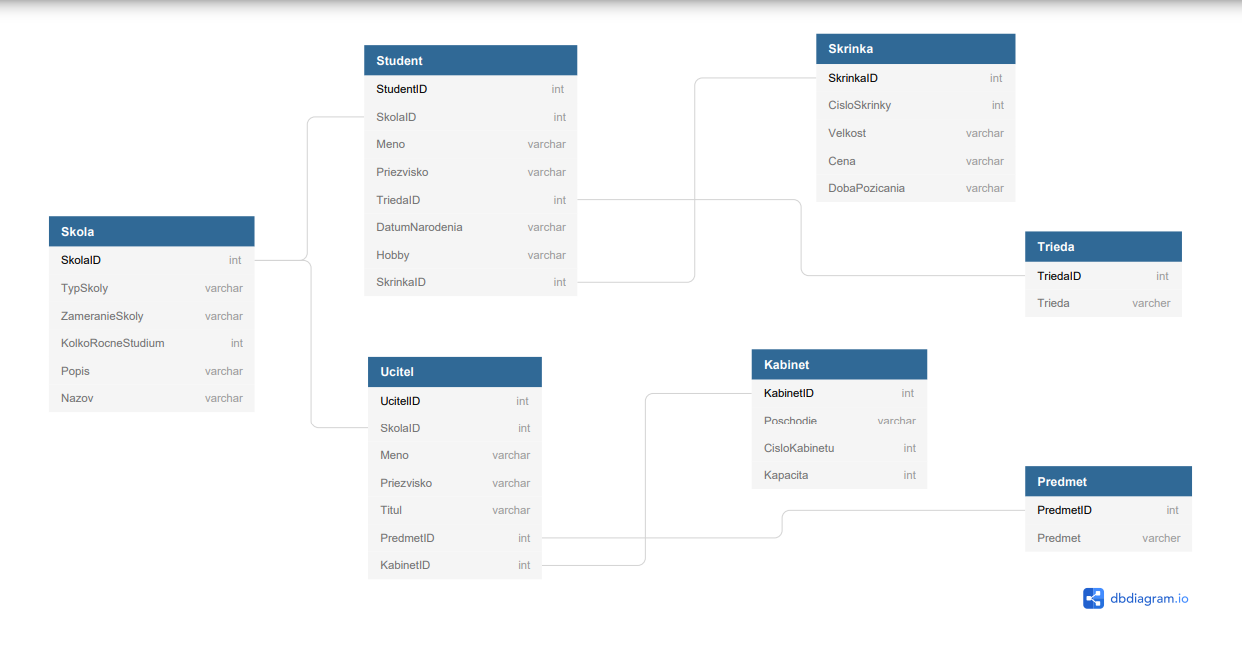 Student
StudentID int
SkolaID int
Meno varchar
Priezvisko varchar
TriedaID int
DatumNarodenia varchar
Hobby varchar
SkrinkaID int
Skrinka
SkrinkaID int
CisloSkrinky int
Velkost varchar
Cena varchar
DobaPozicania varchar
Skola
SkolaID int
TypSkoly varchar
ZameranieSkoly varchar
KolkoRocneStudium int
Popis varchar
Nazov varchar
Trieda
TriedaID int
Trieda varcher
Ucitel
UcitelID int
SkolaID int
Meno varchar
Priezvisko varchar
Titul varchar
PredmetID int
KabinetID int
Kabinet
KabinetID int
Poschodie varchar
CisloKabinetu int
Kapacita int
Predmet
PredmetID int
Predmet varcher
dbdiagram.io